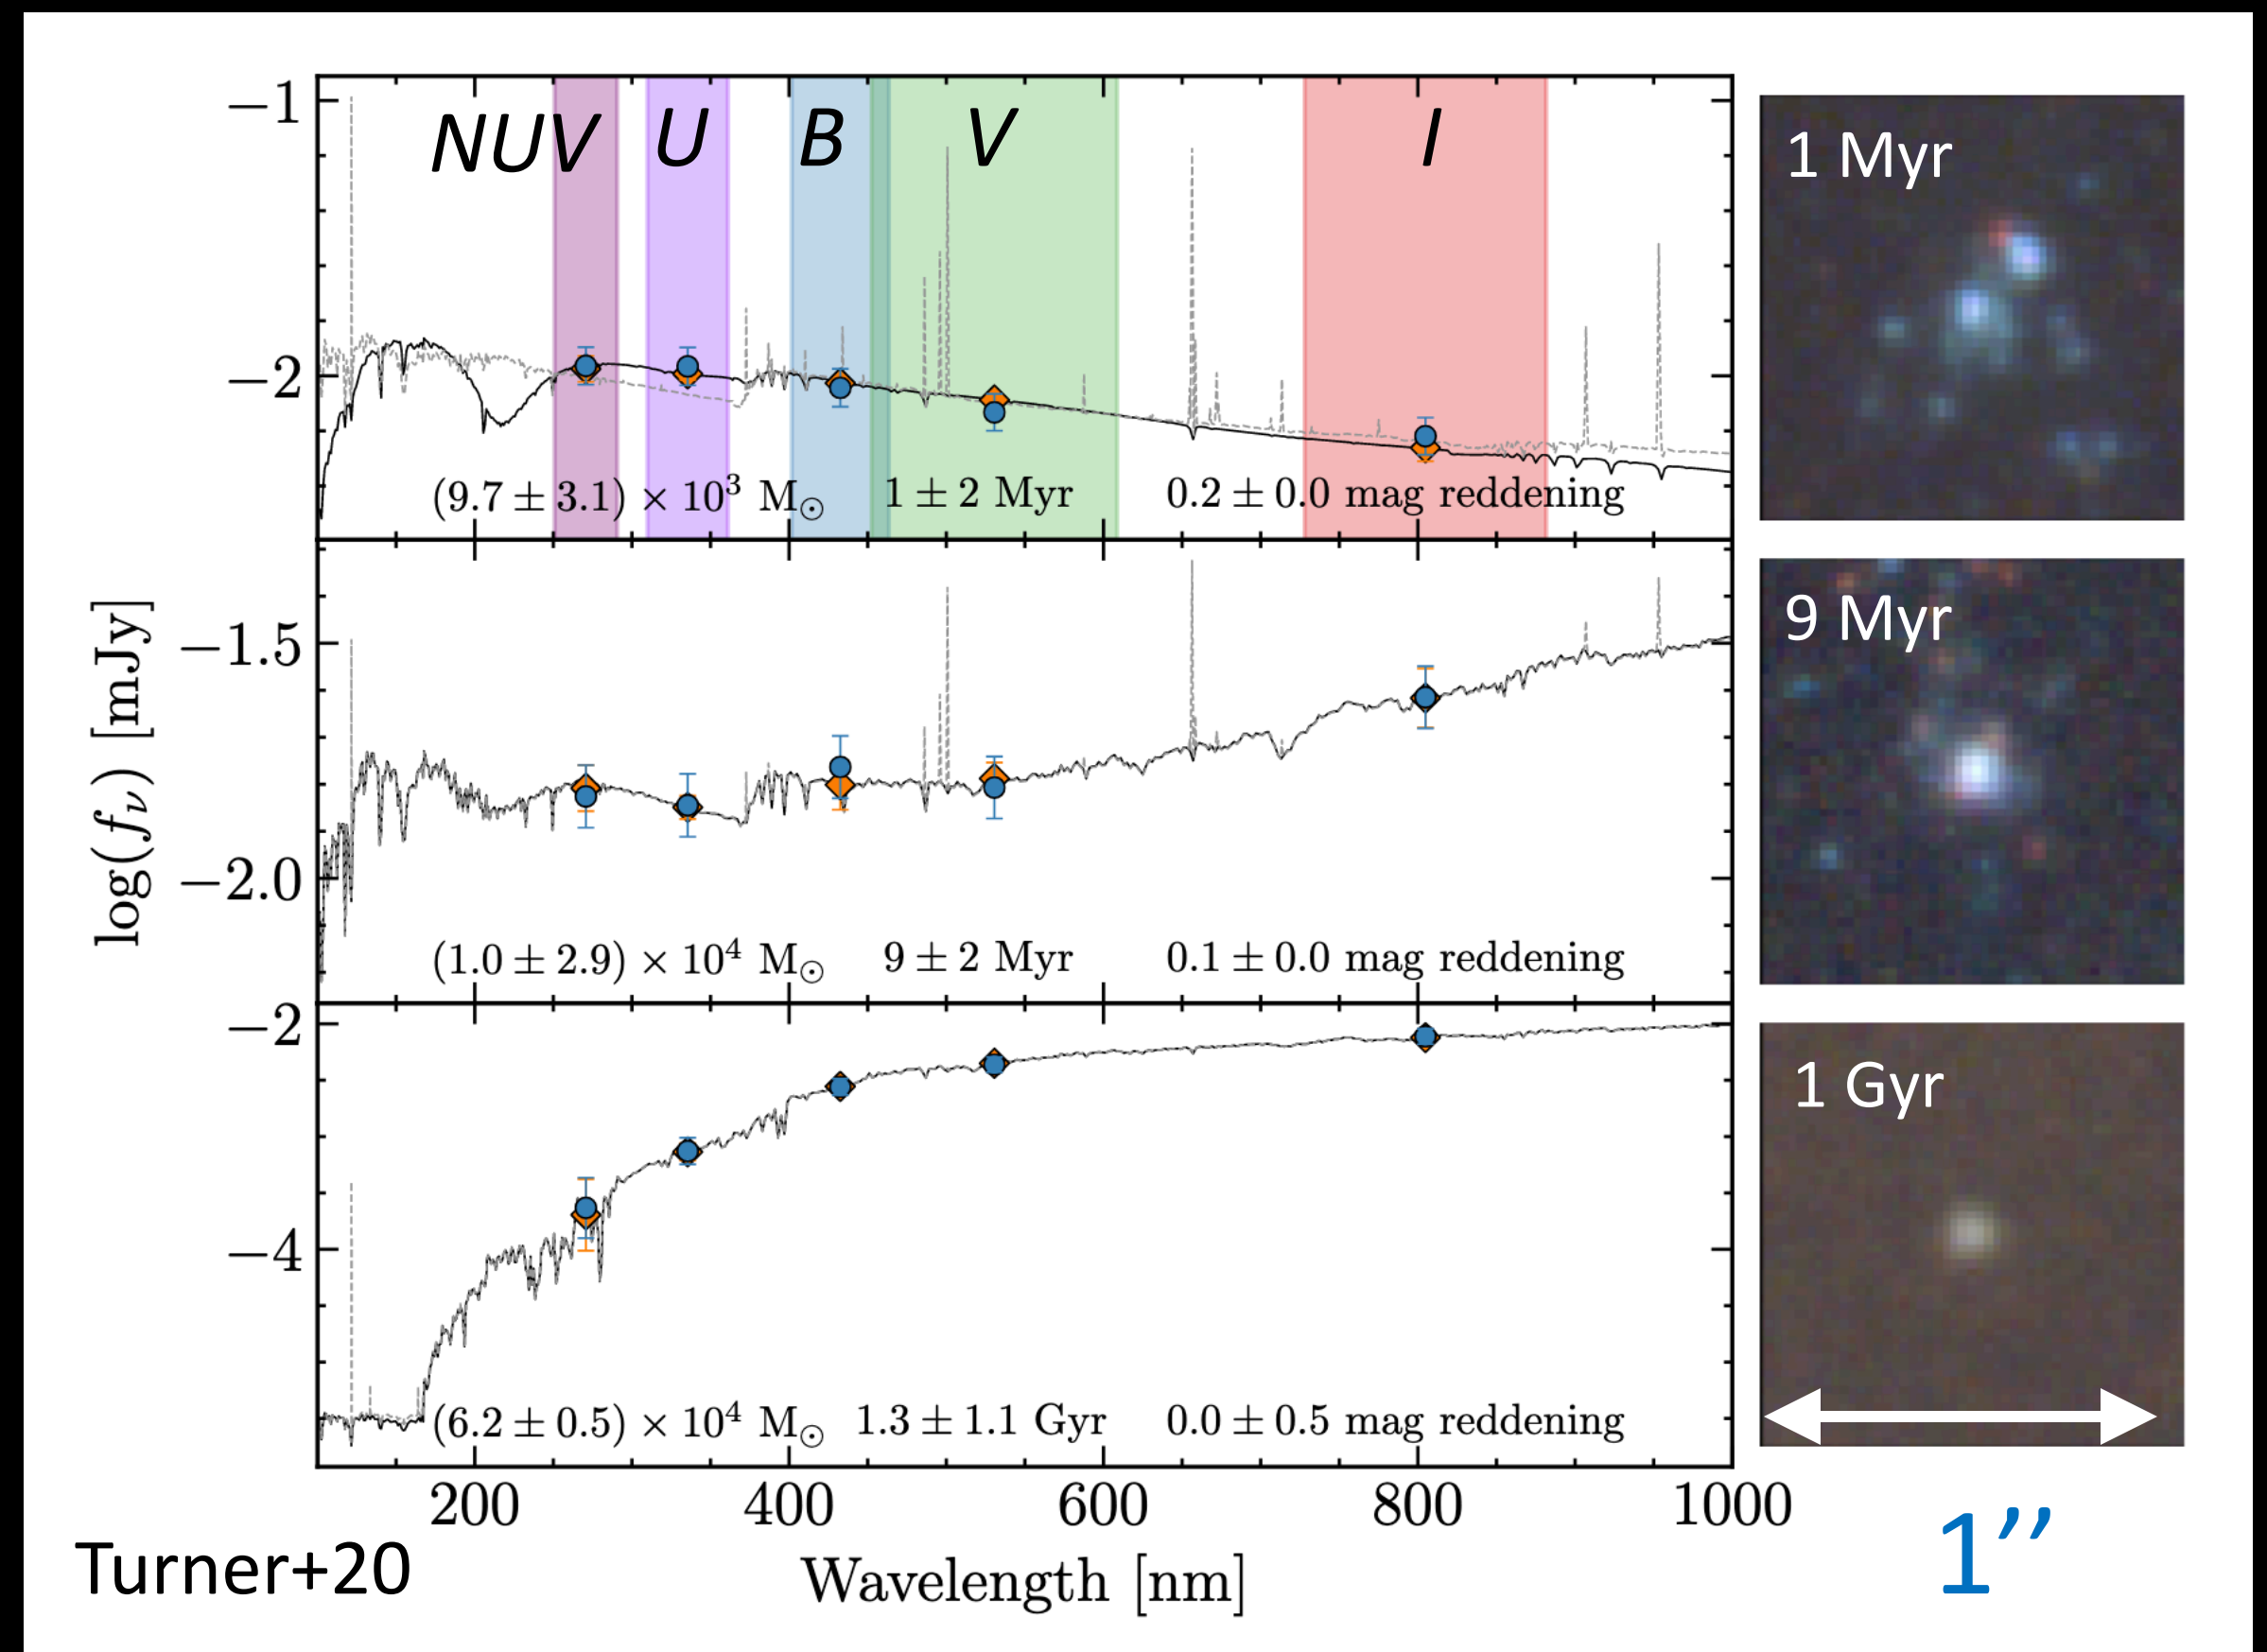 NUV U B V I
−1
−2
(9.7 ± 3.1) × 10³ M☉ 1 ± 2 Myr 0.2 ± 0.0 mag reddening
1 Myr
log(fν) [mJy]
−1.5
−2.0
(1.0 ± 2.9) × 10⁴ M☉ 9 ± 2 Myr 0.1 ± 0.0 mag reddening
9 Myr
−2
−4
(6.2 ± 0.5) × 10⁴ M☉ 1.3 ± 1.1 Gyr 0.0 ± 0.5 mag reddening
1 Gyr
200 400 600 800 1000
Wavelength [nm]
Turner+20
1’’